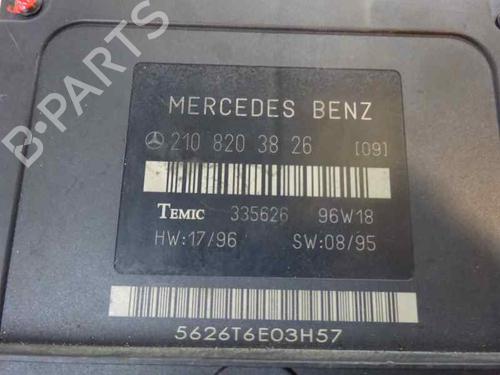 B-PARTS
MERCEDES BENZ
210 820 38 26 [09]
TEMIC 335626 96W18
HW:17/96 SW:08/95
5626T6E03H57